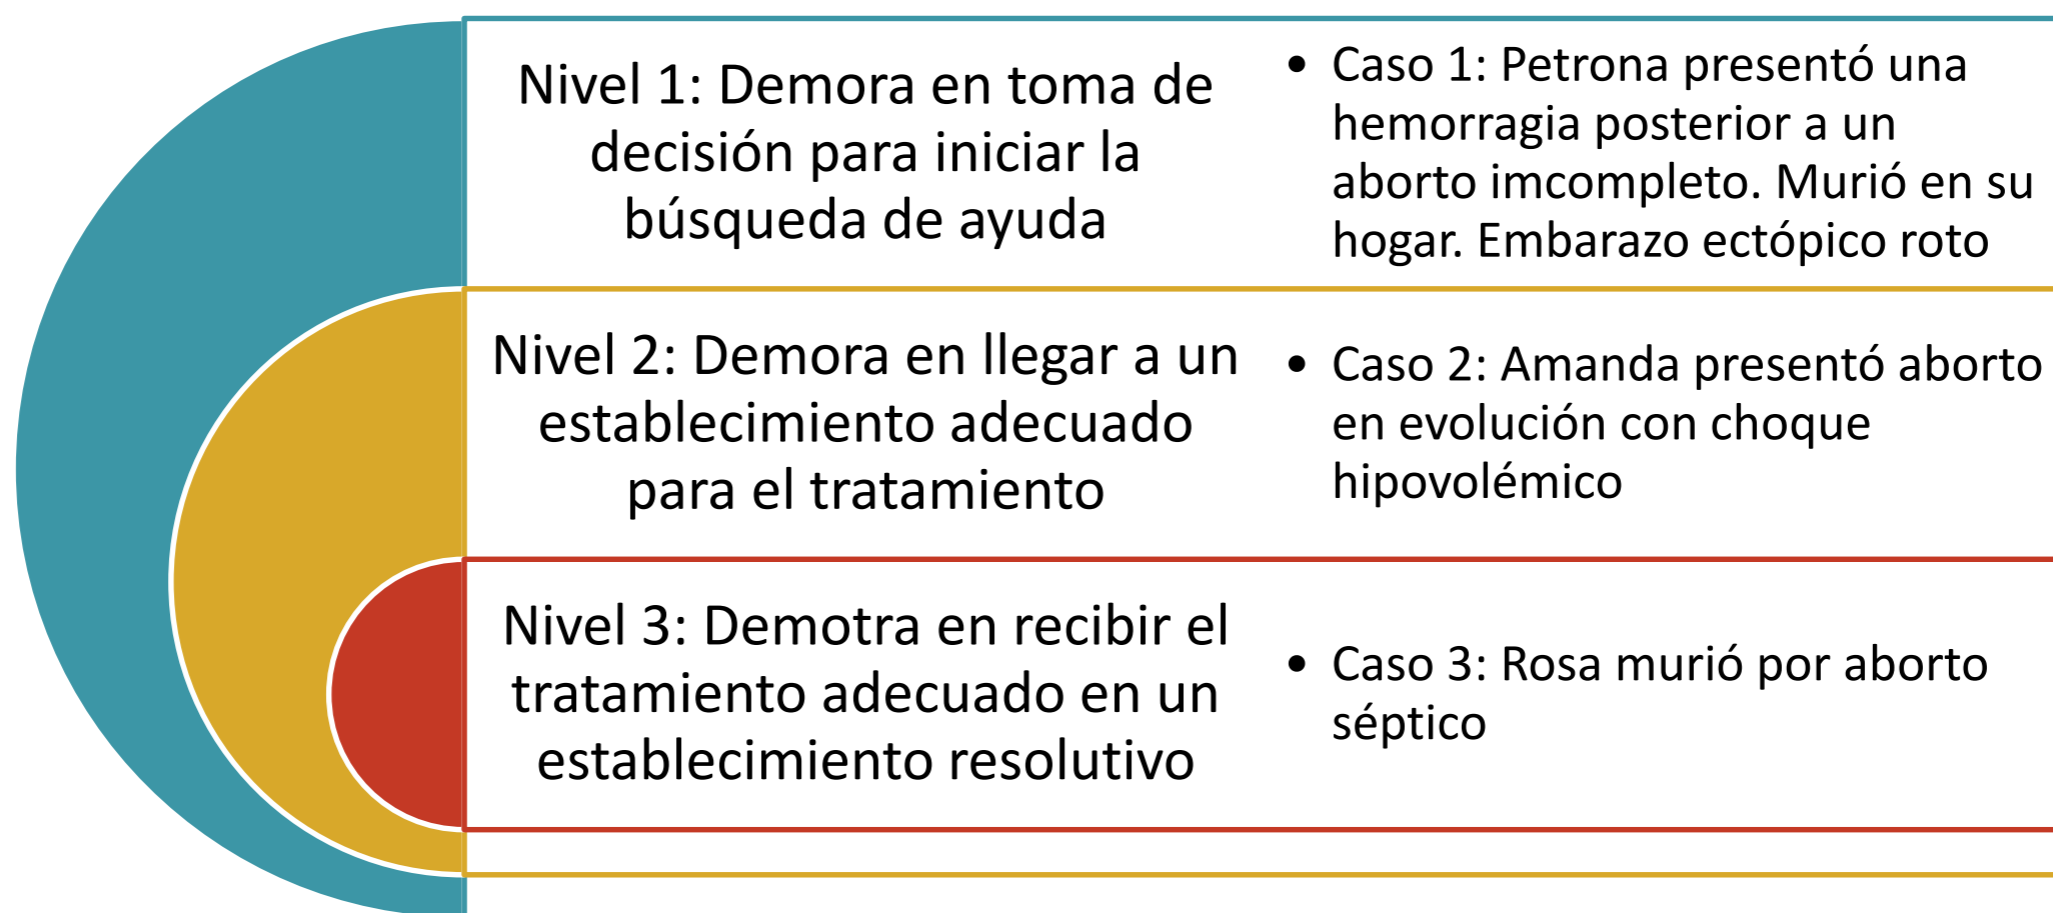 Nivel 1: Demora en toma de
decisión para iniciar la
búsqueda de ayuda
• Caso 1: Petrona presentó una
hemorragia posterior a un
aborto imcompleto. Murió en su
hogar. Embarazo ectópico roto
Nivel 2: Demora en llegar a un
establecimiento adecuado
para el tratamiento
• Caso 2: Amanda presentó aborto
en evolución con choque
hipovolémico
Nivel 3: Demotra en recibir el
tratamiento adecuado en un
establecimiento resolutivo
• Caso 3: Rosa murió por aborto
séptico